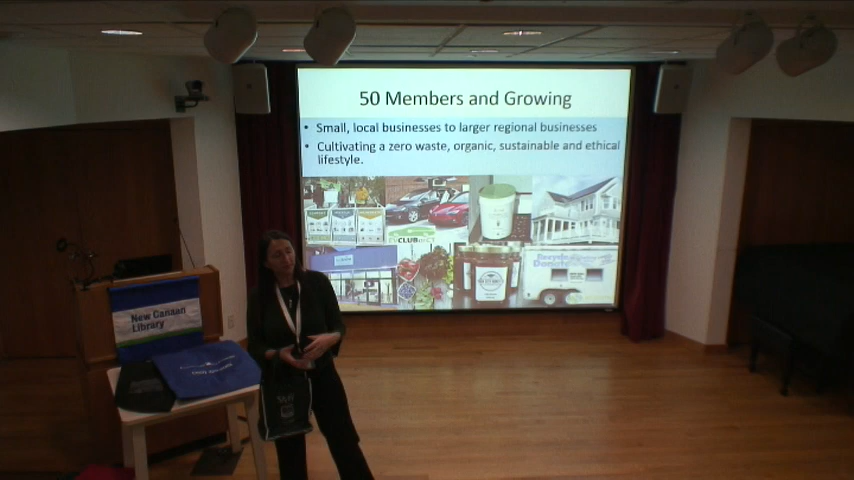 50 Members and Growing
• Small, local businesses to larger regional businesses
• Cultivating a zero waste, organic, sustainable and ethical
lifestyle.
CLUB
New Canaan
Library